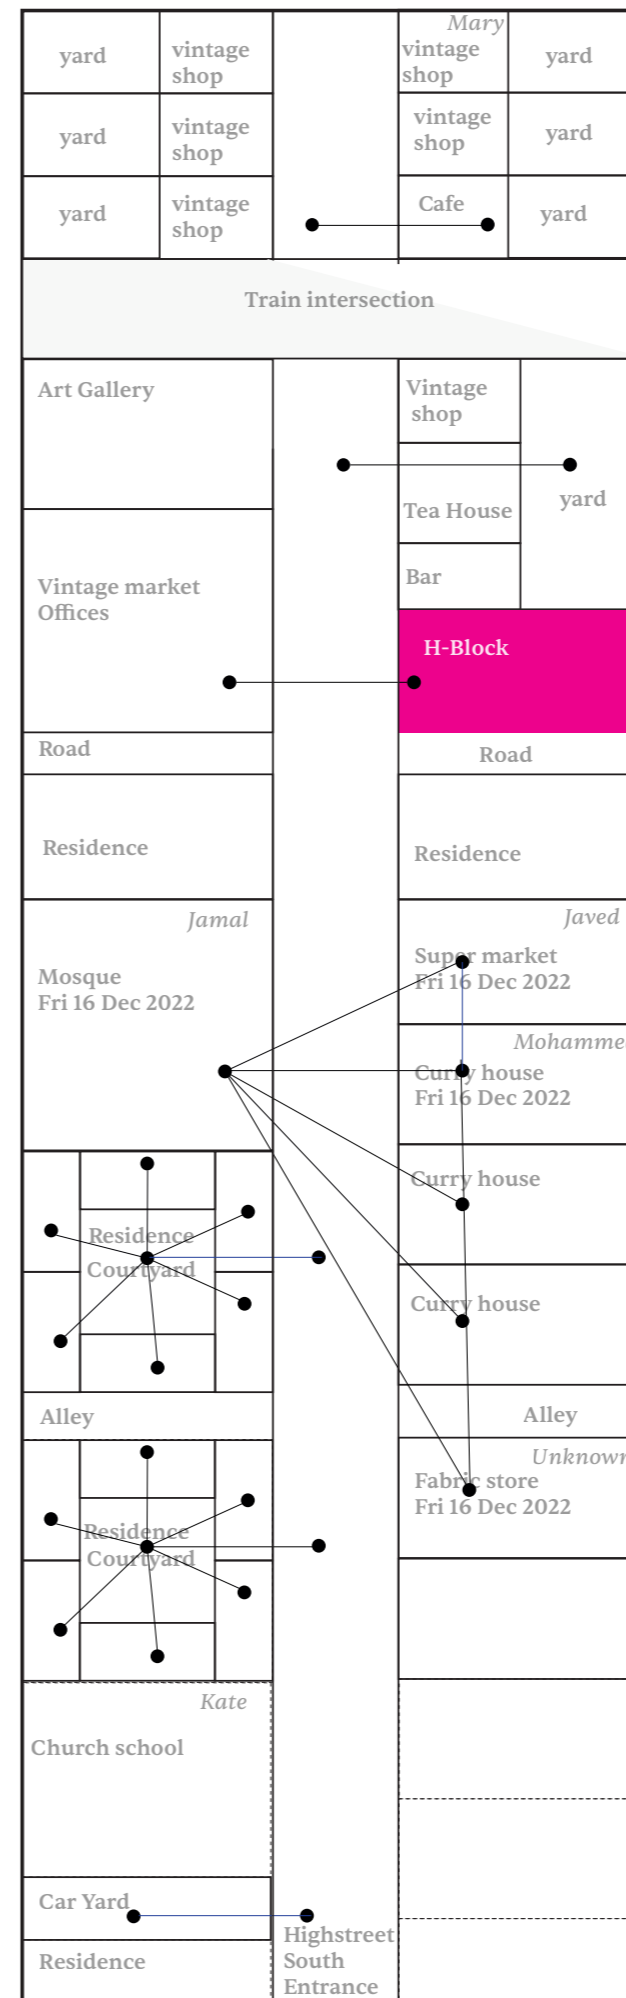 Mary
yard
vintage
shop
vintage
shop
yard
yard
vintage
shop
vintage
shop
yard
yard
vintage
shop
Cafe
yard
Train intersection
Art Gallery
Vintage
shop
yard
Tea House
Vintage market
Offices
Bar
H-Block
Road
Road
Residence
Residence
Jamal
Javed
Mosque
Fri 16 Dec 2022
Super market
Fri 16 Dec 2022
Mohamme
Curry house
Fri 16 Dec 2022
Curry house
Residence
Courtyard
Curry house
Alley
Alley
Unknown
Fabric store
Fri 16 Dec 2022
Residence
Courtyard
Kate
Church school
Car Yard
Highstreet
South
Entrance
Residence